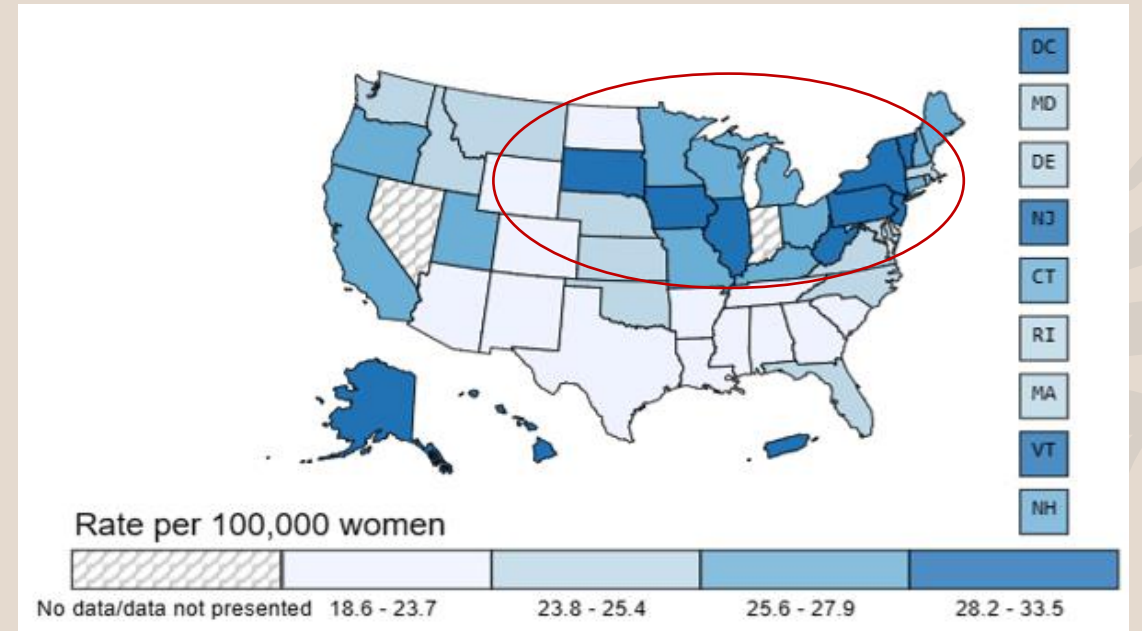 DC
MD
DE
NJ
CT
RI
MA
VT
NH
Rate per 100,000 women
No data/data not presented 18.6 - 23.7 23.8 - 25.4 25.6 - 27.9 28.2 - 33.5